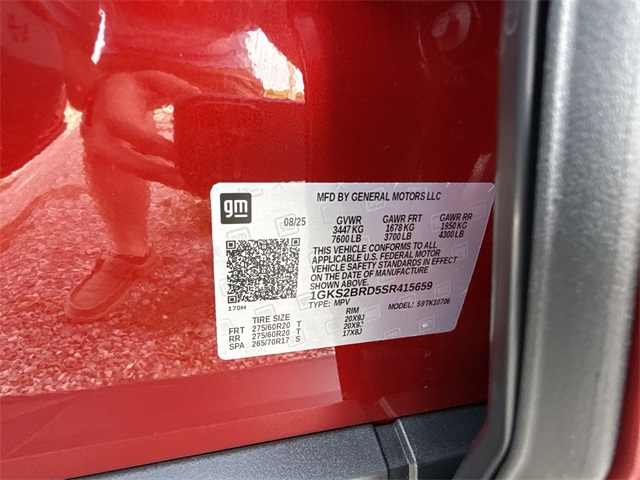 gm
MFD BY GENERAL MOTORS LLC
08/25 GVWR GAWR FRT GAWR RR
3447 KG 1678 KG 1950 KG
7600 LB 3700 LB 4300 LB
THIS VEHICLE CONFORMS TO ALL
APPLICABLE U.S. FEDERAL MOTOR
VEHICLE SAFETY STANDARDS IN EFFECT
ON THE DATE OF MANUFACTURE
SHOWN ABOVE.
1GKS2BRD5SR415659
170H TYPE: MPV MODEL: S9TK10706
TIRE SIZE RIM
FRT 275/60R20 T 20X9J
RR 275/60R20 T 20X9J
SPA 265/70R17 S 17X8J